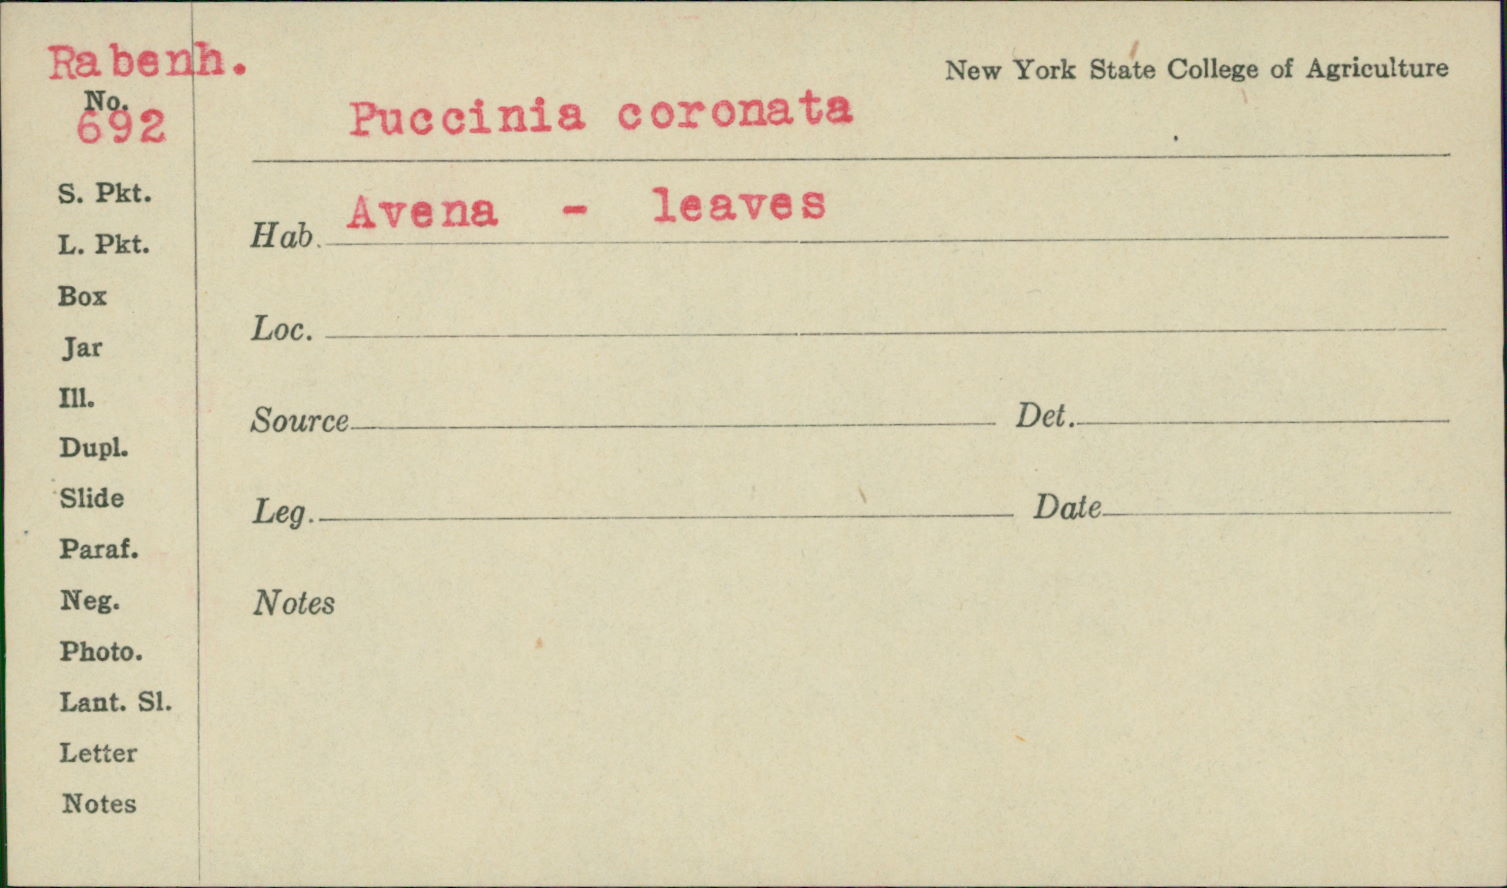 Rabenh.
No.
692
New York State College of Agriculture
Puccinia coronata
Hab. Avena - leaves
Loc.
Source Det.
Leg. Date
Notes
S. Pkt.
L. Pkt.
Box
Jar
Ill.
Dupl.
Slide
Paraf.
Neg.
Photo.
Lant. Sl.
Letter
Notes